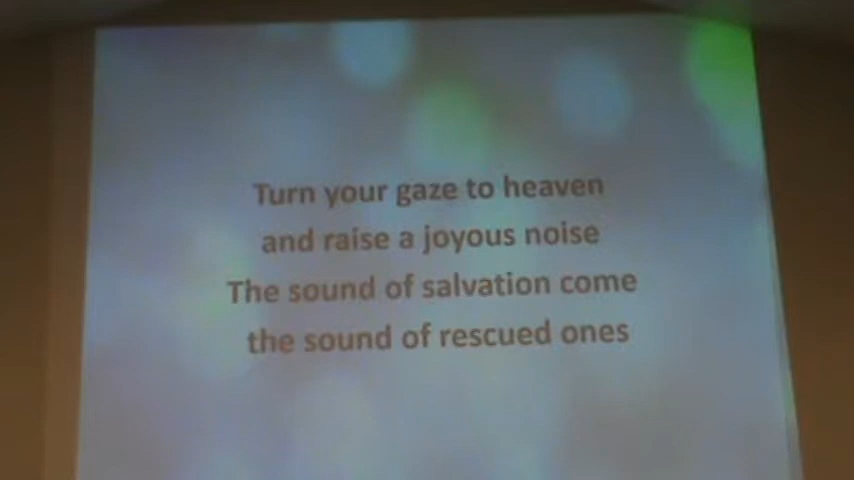 Turn your gaze to heaven
and raise a joyous noise
The sound of salvation come
the sound of rescued ones